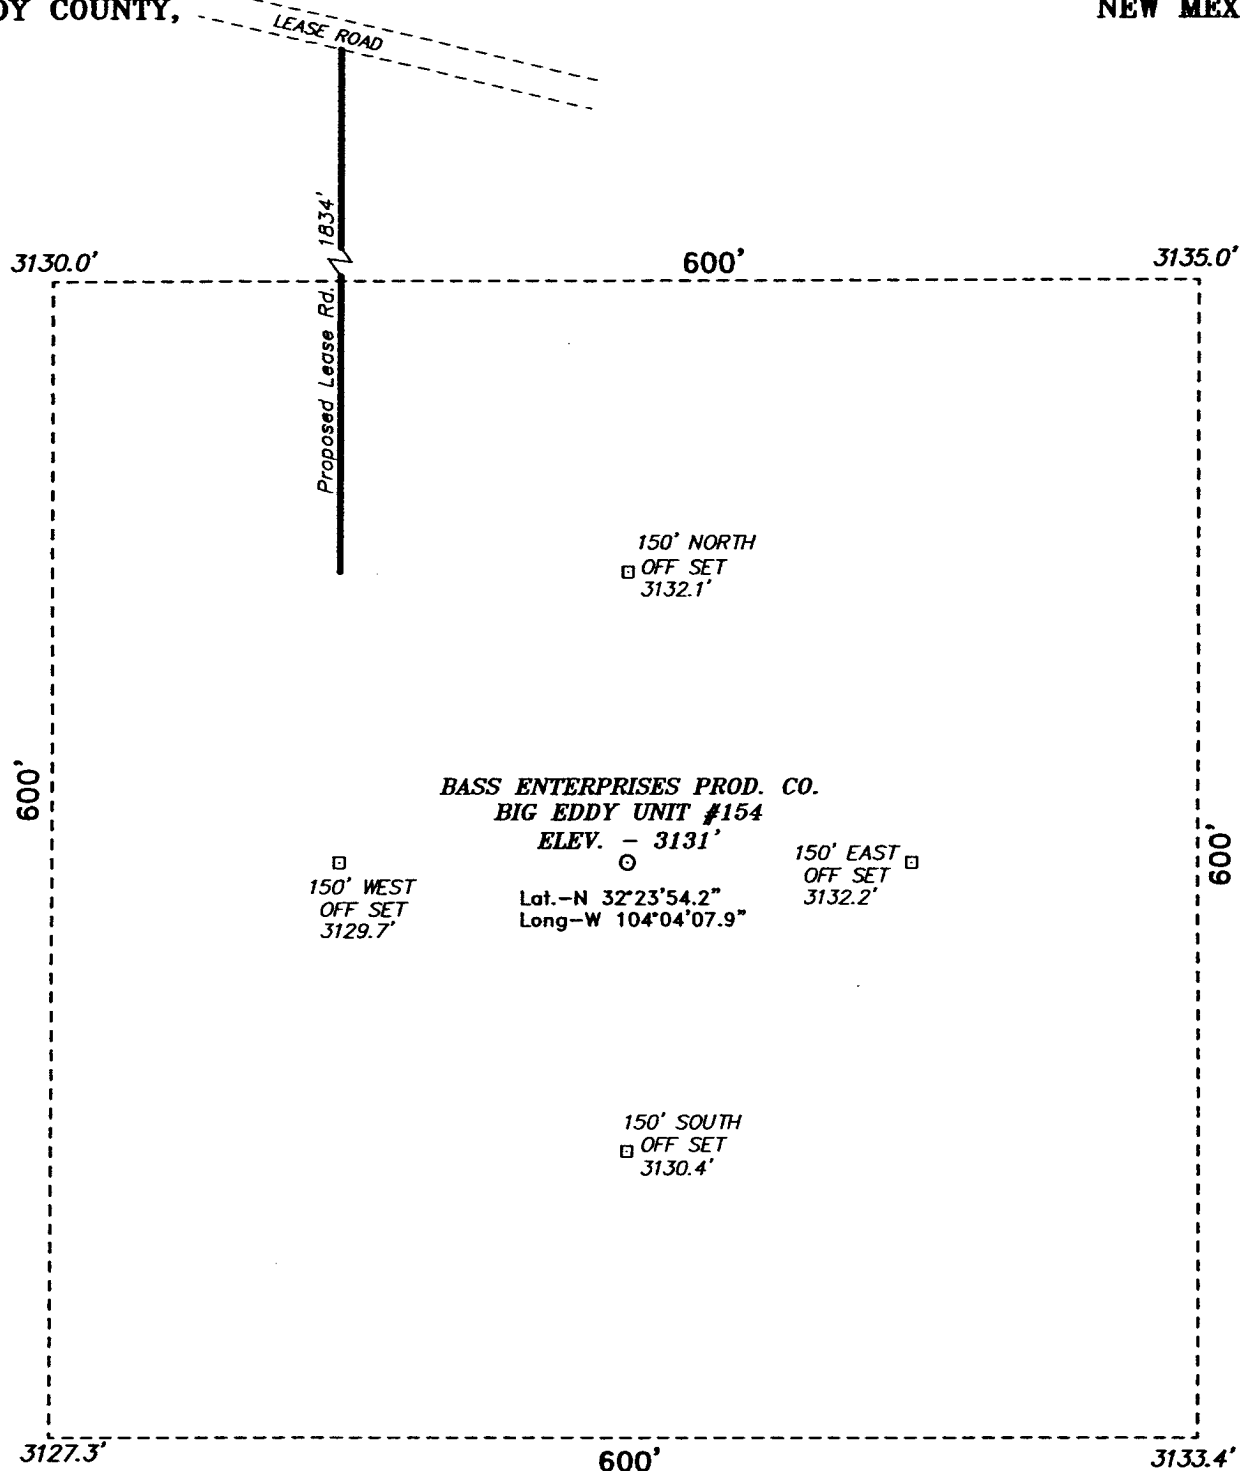 DY COUNTY,
NEW MEX
LEASE ROAD
Proposed Lease Rd. 1834'
3130.0'
600'
3135.0'
150' NORTH
OFF SET
3132.1'
600'
BASS ENTERPRISES PROD. CO.
BIG EDDY UNIT #154
ELEV. - 3131'
Lat.-N 32°23'54.2"
Long-W 104°04'07.9"
150' WEST
OFF SET
3129.7'
150' EAST
OFF SET
3132.2'
600'
150' SOUTH
OFF SET
3130.4'
3127.3'
600'
3133.4'